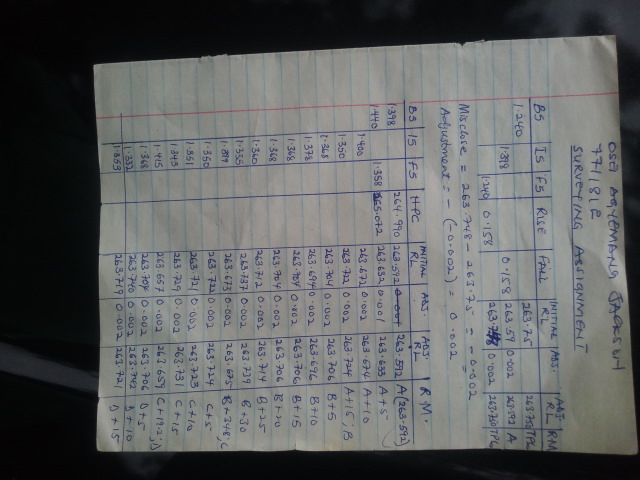 OSEI AGYEMANG JACKSON
SURVEYING ASSIGNMENT
BS IS FS RISE FALL INITIAL RL ADJ. ADJ. RL R.M
1.240 263.75 263.750
1.398 0.158 263.59 0.002 263.592 A
1.240 0.158 0.002 263.750
Misclose = 263.748 - 263.75 = -0.002
Adjustment = -(-0.002) = 0.002
BS IS FS HPC INITIAL RL ADJ. ADJ. RL R.M.
1.398 264.990 263.592 0.001 263.592 A(263.592)
1.440 1.358 265.072 263.632 0.001 263.633 A+5
1.400 263.672 0.002 263.674 A+10
1.350 263.722 0.002 263.724 A+15; B
1.368 263.704 0.002 263.706 B+5
1.378 263.694 0.002 263.696 B+10
1.368 263.704 0.002 263.706 B+15
1.368 263.704 0.002 263.706 B+20
1.360 263.712 0.002 263.714 B+25
1.335 263.737 0.002 263.739 B+30
1.399 263.673 0.002 263.675 B+348; C
1.350 263.722 0.002 263.724 C+5
1.351 263.721 0.002 263.723 C+10
1.343 263.729 0.002 263.731 C+15
1.415 263.657 0.002 263.659 C+19.2; D
1.368 263.704 0.002 263.706 D+5
1.332 263.740 0.002 263.742 D+10
1.353 263.719 0.002 263.721 D+15